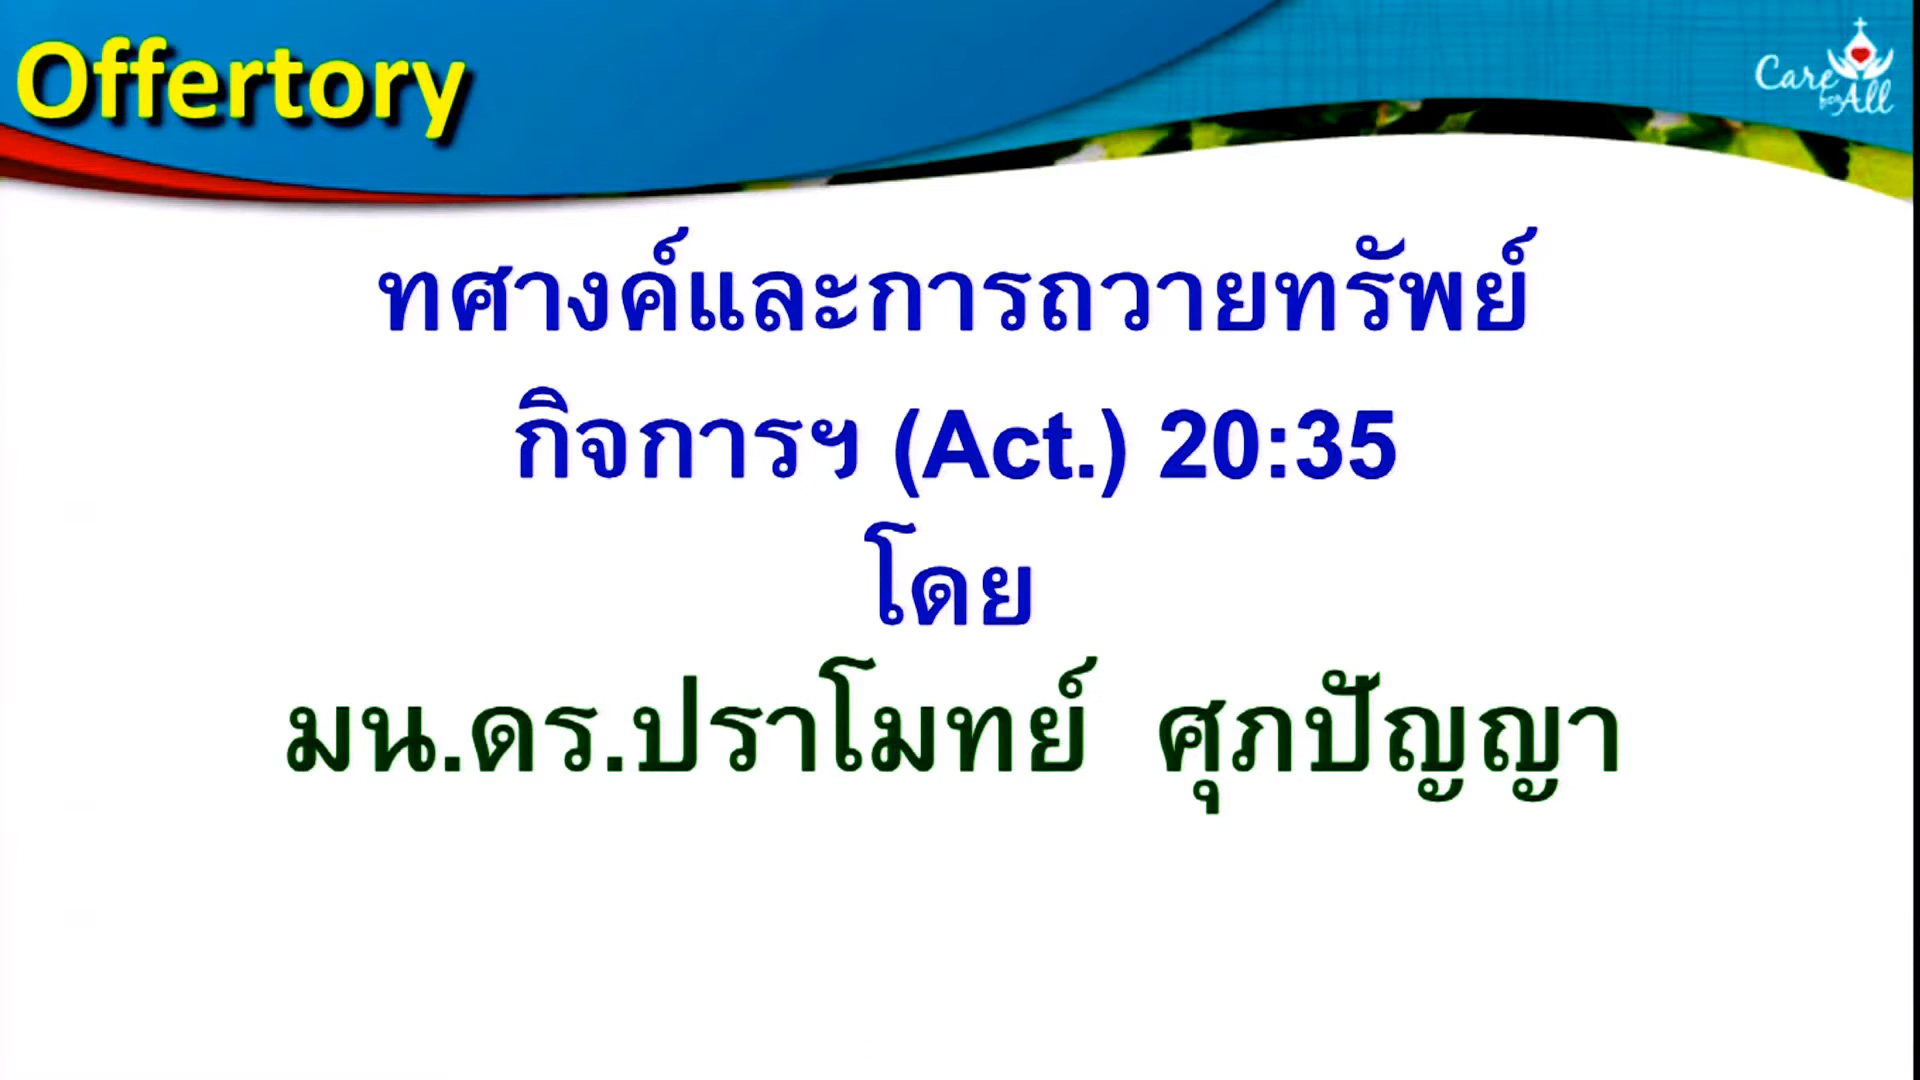 Offertory
Care for All
ทศางค์และการถวายทรัพย์
กิจการฯ (Act.) 20:35
โดย
มน.ดร.ปราโมทย์ ศุภปัญญา